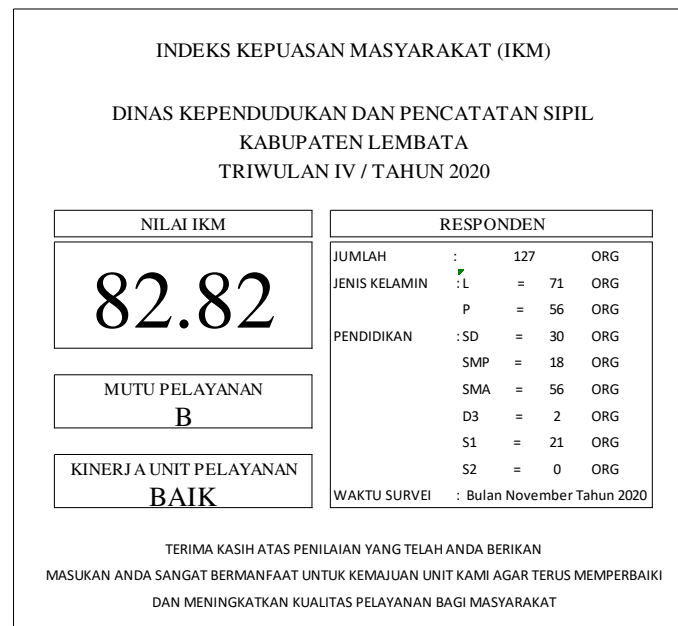 INDEKS KEPUASAN MASYARAKAT (IKM)
DINAS KEPENDUDUKAN DAN PENCATATAN SIPIL
KABUPATEN LEMBATA
TRIWULAN IV / TAHUN 2020
NILAI IKM
82.82
MUTU PELAYANAN
B
KINERJA UNIT PELAYANAN
BAIK
RESPONDEN
JUMLAH : 127 ORG
JENIS KELAMIN : L = 71 ORG
P = 56 ORG
PENDIDIKAN : SD = 30 ORG
SMP = 18 ORG
SMA = 56 ORG
D3 = 2 ORG
S1 = 21 ORG
S2 = 0 ORG
WAKTU SURVEI : Bulan November Tahun 2020
TERIMA KASIH ATAS PENILAIAN YANG TELAH ANDA BERIKAN
MASUKAN ANDA SANGAT BERMANFAAT UNTUK KEMAJUAN UNIT KAMI AGAR TERUS MEMPERBAIKI
DAN MENINGKATKAN KUALITAS PELAYANAN BAGI MASYARAKAT